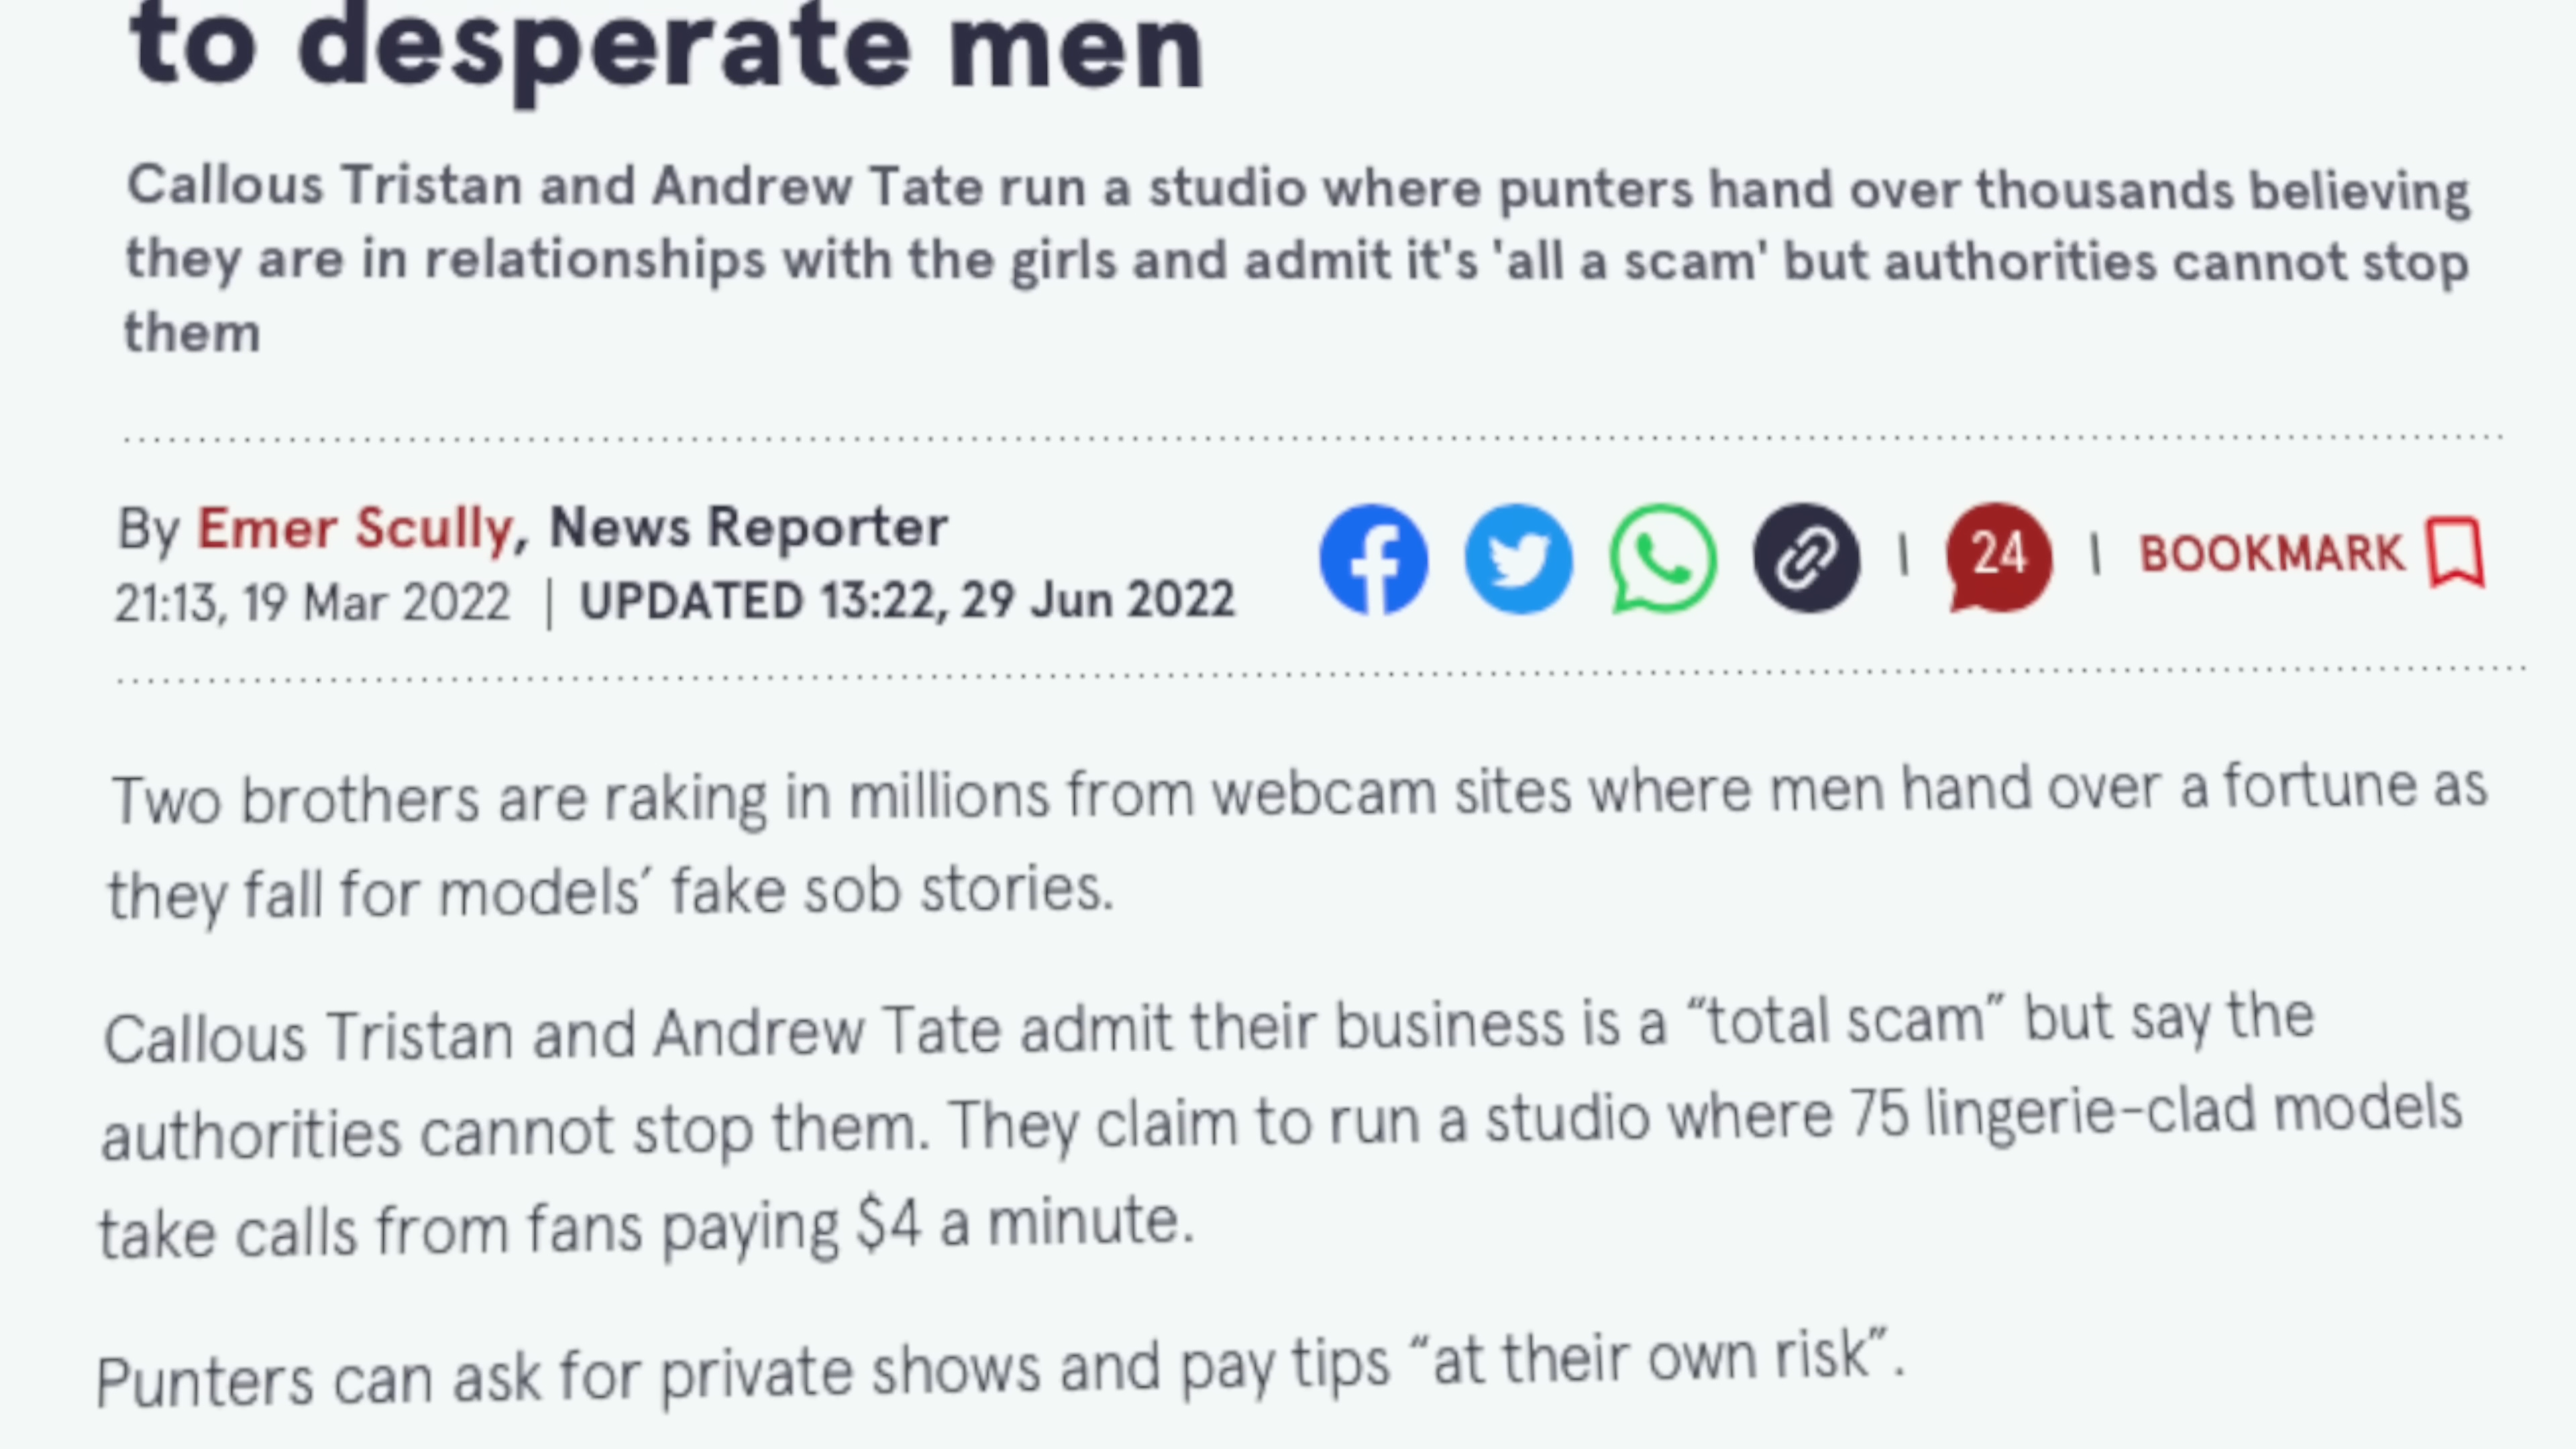 to desperate men
Callous Tristan and Andrew Tate run a studio where punters hand over thousands believing
they are in relationships with the girls and admit it's 'all a scam' but authorities cannot stop
them
By Emer Scully, News Reporter
21:13, 19 Mar 2022 | UPDATED 13:22, 29 Jun 2022
24 | BOOKMARK
Two brothers are raking in millions from webcam sites where men hand over a fortune as
they fall for models’ fake sob stories.
Callous Tristan and Andrew Tate admit their business is a “total scam” but say the
authorities cannot stop them. They claim to run a studio where 75 lingerie-clad models
take calls from fans paying $4 a minute.
Punters can ask for private shows and pay tips “at their own risk”.